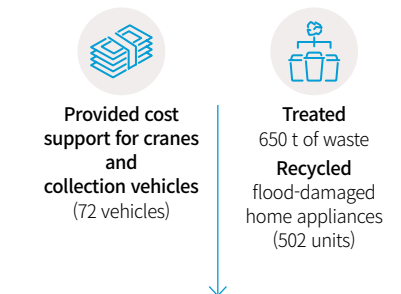 Provided cost
support for cranes
and
collection vehicles
(72 vehicles)
Treated
650 t of waste
Recycled
flood-damaged
home appliances
(502 units)